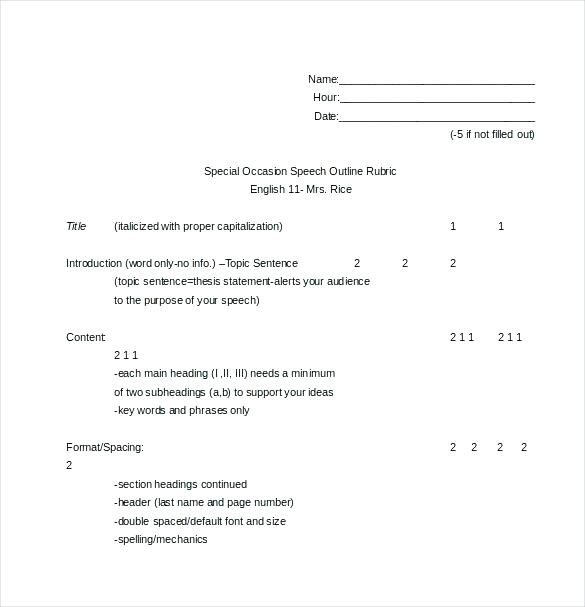 Name:
Hour:
Date:
(-5 if not filled out)
Special Occasion Speech Outline Rubric
English 11- Mrs. Rice
Title (italicized with proper capitalization) 1 1
Introduction (word only-no info.) –Topic Sentence 2 2 2
(topic sentence=thesis statement-alerts your audience
to the purpose of your speech)
Content: 2 1 1 2 1 1
2 1 1
-each main heading (I ,II, III) needs a minimum
of two subheadings (a,b) to support your ideas
-key words and phrases only
Format/Spacing: 2 2 2 2
2
-section headings continued
-header (last name and page number)
-double spaced/default font and size
-spelling/mechanics